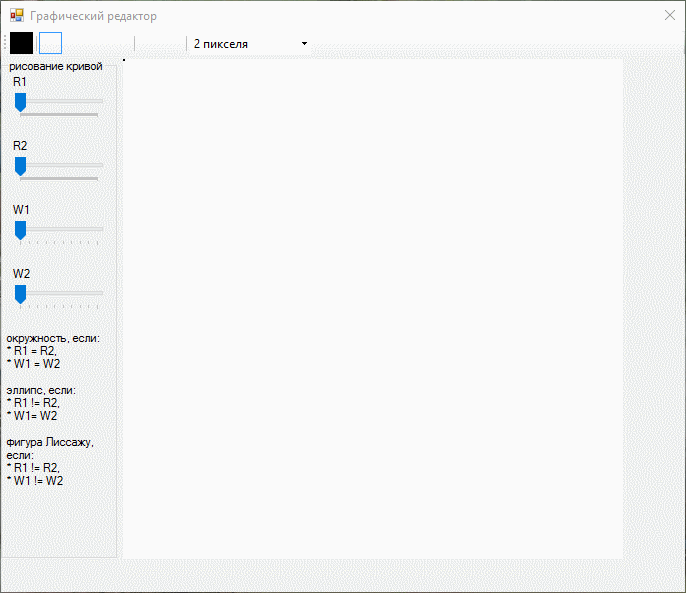 Графический редактор
2 пикселя
рисование кривой
R1
R2
W1
W2
окружность, если:
* R1 = R2,
* W1 = W2
эллипс, если:
* R1 != R2,
* W1= W2
фигура Лиссажу,
если:
* R1 != R2,
* W1 != W2